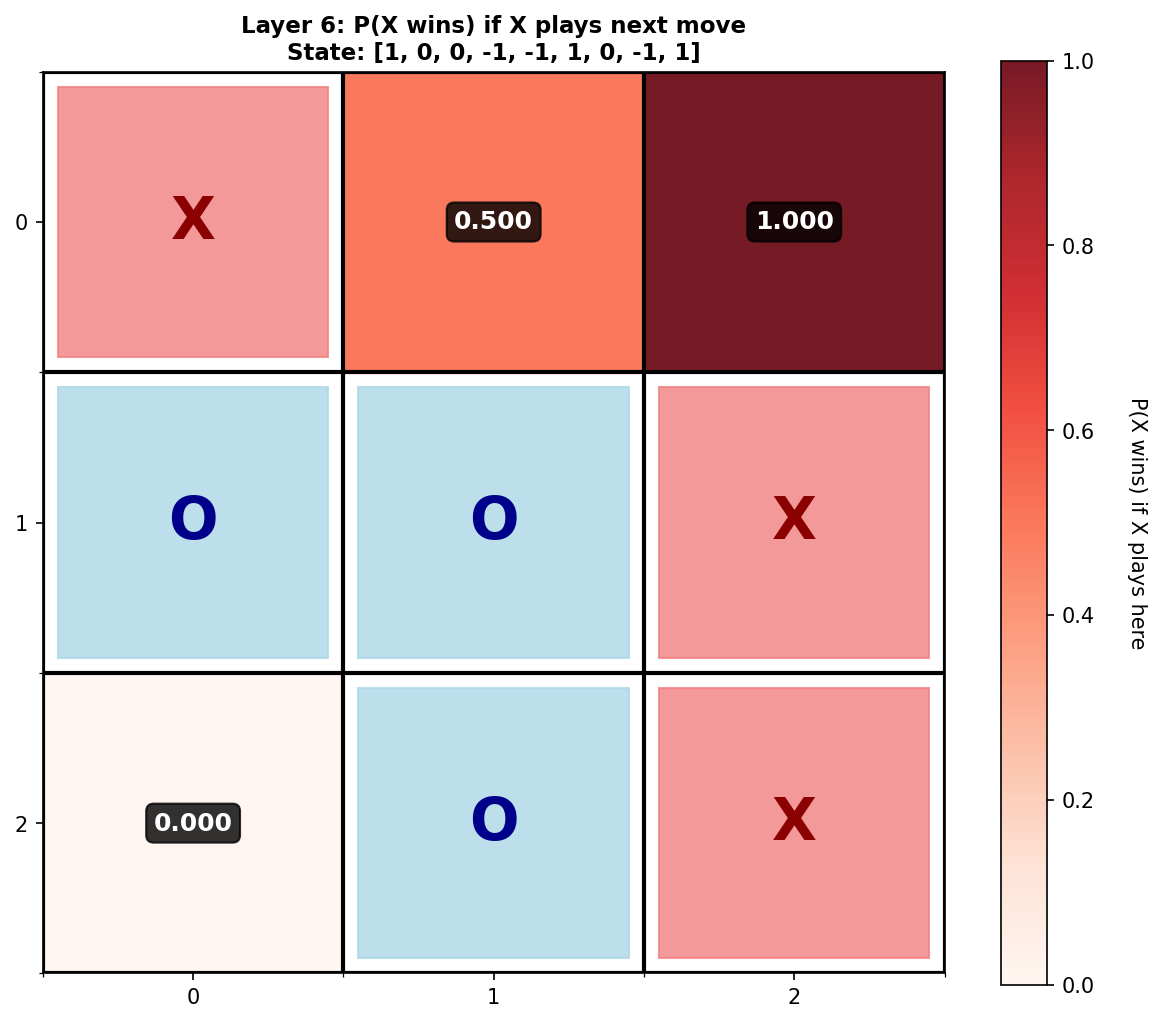 Layer 6: P(X wins) if X plays next move
State: [1, 0, 0, -1, -1, 1, 0, -1, 1]
0
X
0.500
1.000
1
O
O
X
2
0.000
O
X
0
1
2
1.0
0.8
0.6
0.4
0.2
0.0
P(X wins) if X plays here